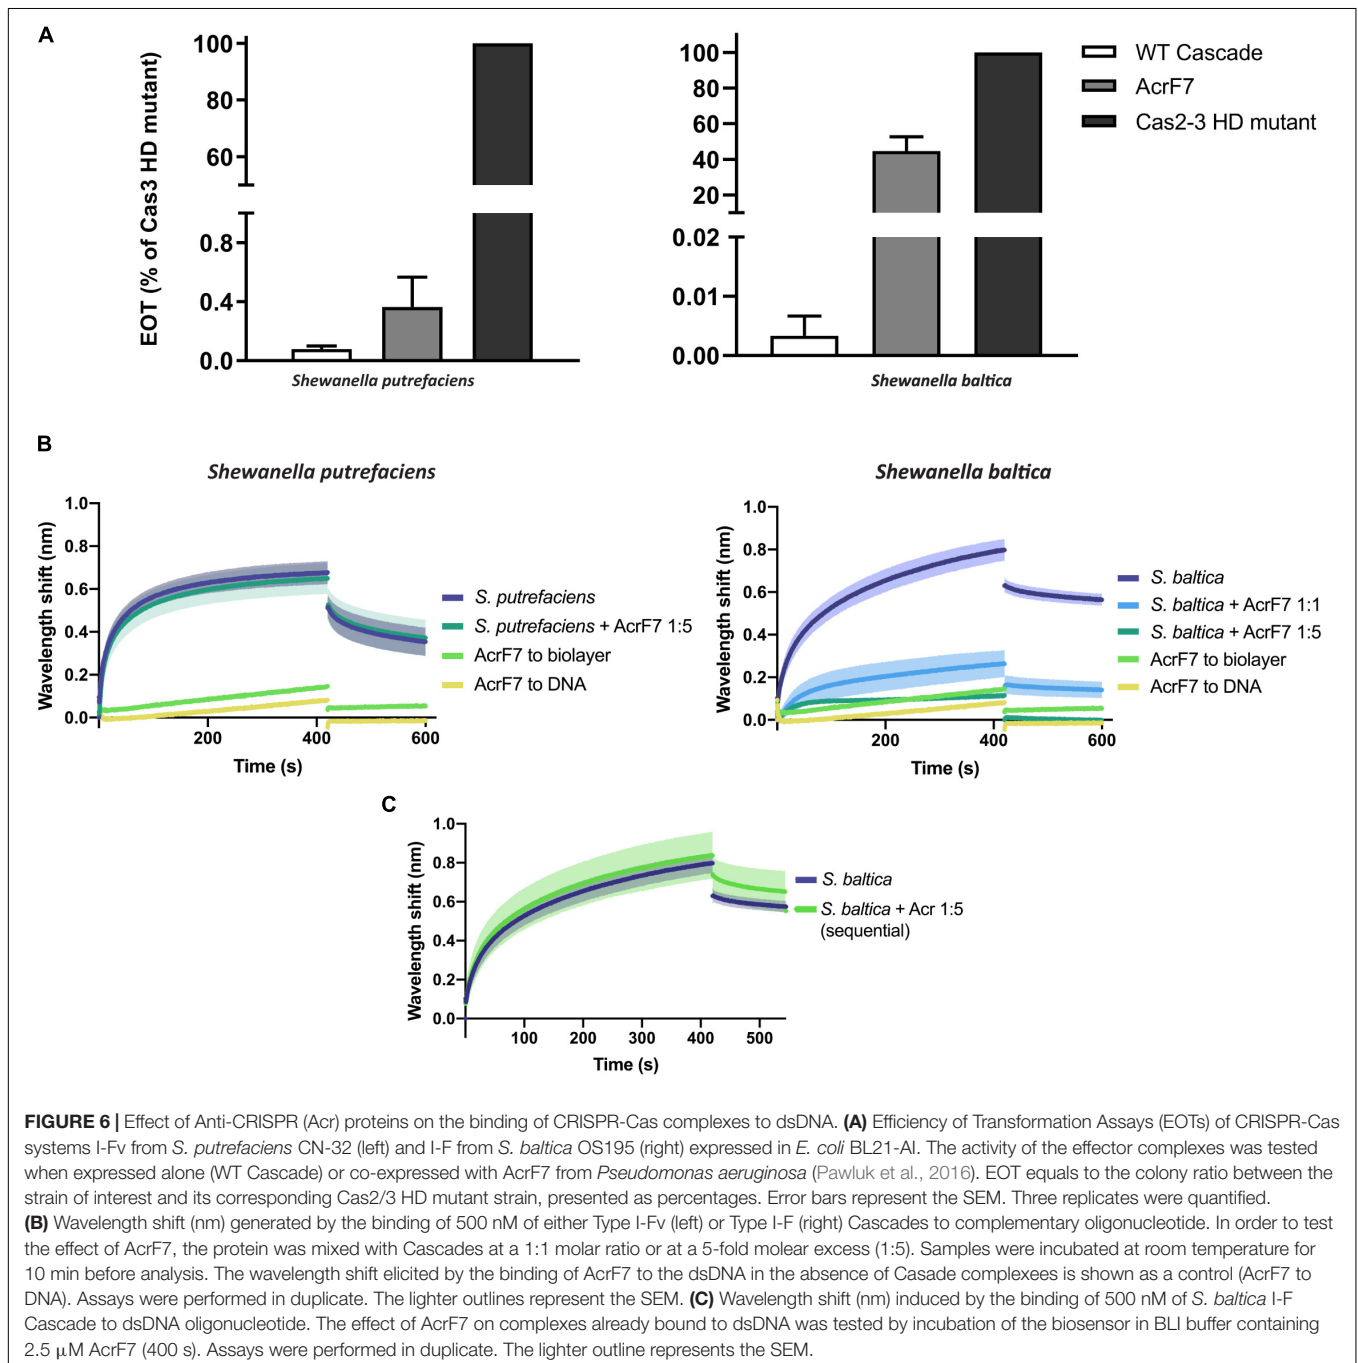 A
EOT (% of Cas3 HD mutant)
100
80
60
0.8
0.4
0.0
Shewanella putrefaciens
100
80
60
40
20
0.02
0.01
0.00
Shewanella baltica
WT Cascade
AcrF7
Cas2-3 HD mutant
B
Shewanella putrefaciens
Wavelength shift (nm)
1.0
0.8
0.6
0.4
0.2
0.0
200
400
600
Time (s)
S. putrefaciens
S. putrefaciens + AcrF7 1:5
AcrF7 to biolayer
AcrF7 to DNA
Shewanella baltica
Wavelength shift (nm)
1.0
0.8
0.6
0.4
0.2
0.0
200
400
600
Time (s)
S. baltica
S. baltica + AcrF7 1:1
S. baltica + AcrF7 1:5
AcrF7 to biolayer
AcrF7 to DNA
C
Wavelength shift (nm)
1.0
0.8
0.6
0.4
0.2
0.0
100
200
300
400
500
Time (s)
S. baltica
S. baltica + Acr 1:5
(sequential)
FIGURE 6 | Effect of Anti-CRISPR (Acr) proteins on the binding of CRISPR-Cas complexes to dsDNA. (A) Efficiency of Transformation Assays (EOTs) of CRISPR-Cas
systems I-Fv from S. putrefaciens CN-32 (left) and I-F from S. baltica OS195 (right) expressed in E. coli BL21-AI. The activity of the effector complexes was tested
when expressed alone (WT Cascade) or co-expressed with AcrF7 from Pseudomonas aeruginosa (Pawluk et al., 2016). EOT equals to the colony ratio between the
strain of interest and its corresponding Cas2/3 HD mutant strain, presented as percentages. Error bars represent the SEM. Three replicates were quantified.
(B) Wavelength shift (nm) generated by the binding of 500 nM of either Type I-Fv (left) or Type I-F (right) Cascades to complementary oligonucleotide. In order to test
the effect of AcrF7, the protein was mixed with Cascades at a 1:1 molar ratio or at a 5-fold molear excess (1:5). Samples were incubated at room temperature for
10 min before analysis. The wavelength shift elicited by the binding of AcrF7 to the dsDNA in the absence of Casade complexees is shown as a control (AcrF7 to
DNA). Assays were performed in duplicate. The lighter outlines represent the SEM. (C) Wavelength shift (nm) induced by the binding of 500 nM of S. baltica I-F
Cascade to dsDNA oligonucleotide. The effect of AcrF7 on complexes already bound to dsDNA was tested by incubation of the biosensor in BLI buffer containing
2.5 μM AcrF7 (400 s). Assays were performed in duplicate. The lighter outline represents the SEM.